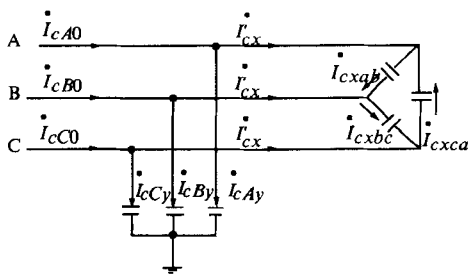 A İcA0 İ'cx
B İcB0 İ'cx İcxab
C İcC0 İ'cx İcxbc İcxca
İcCy İcBy İcAy